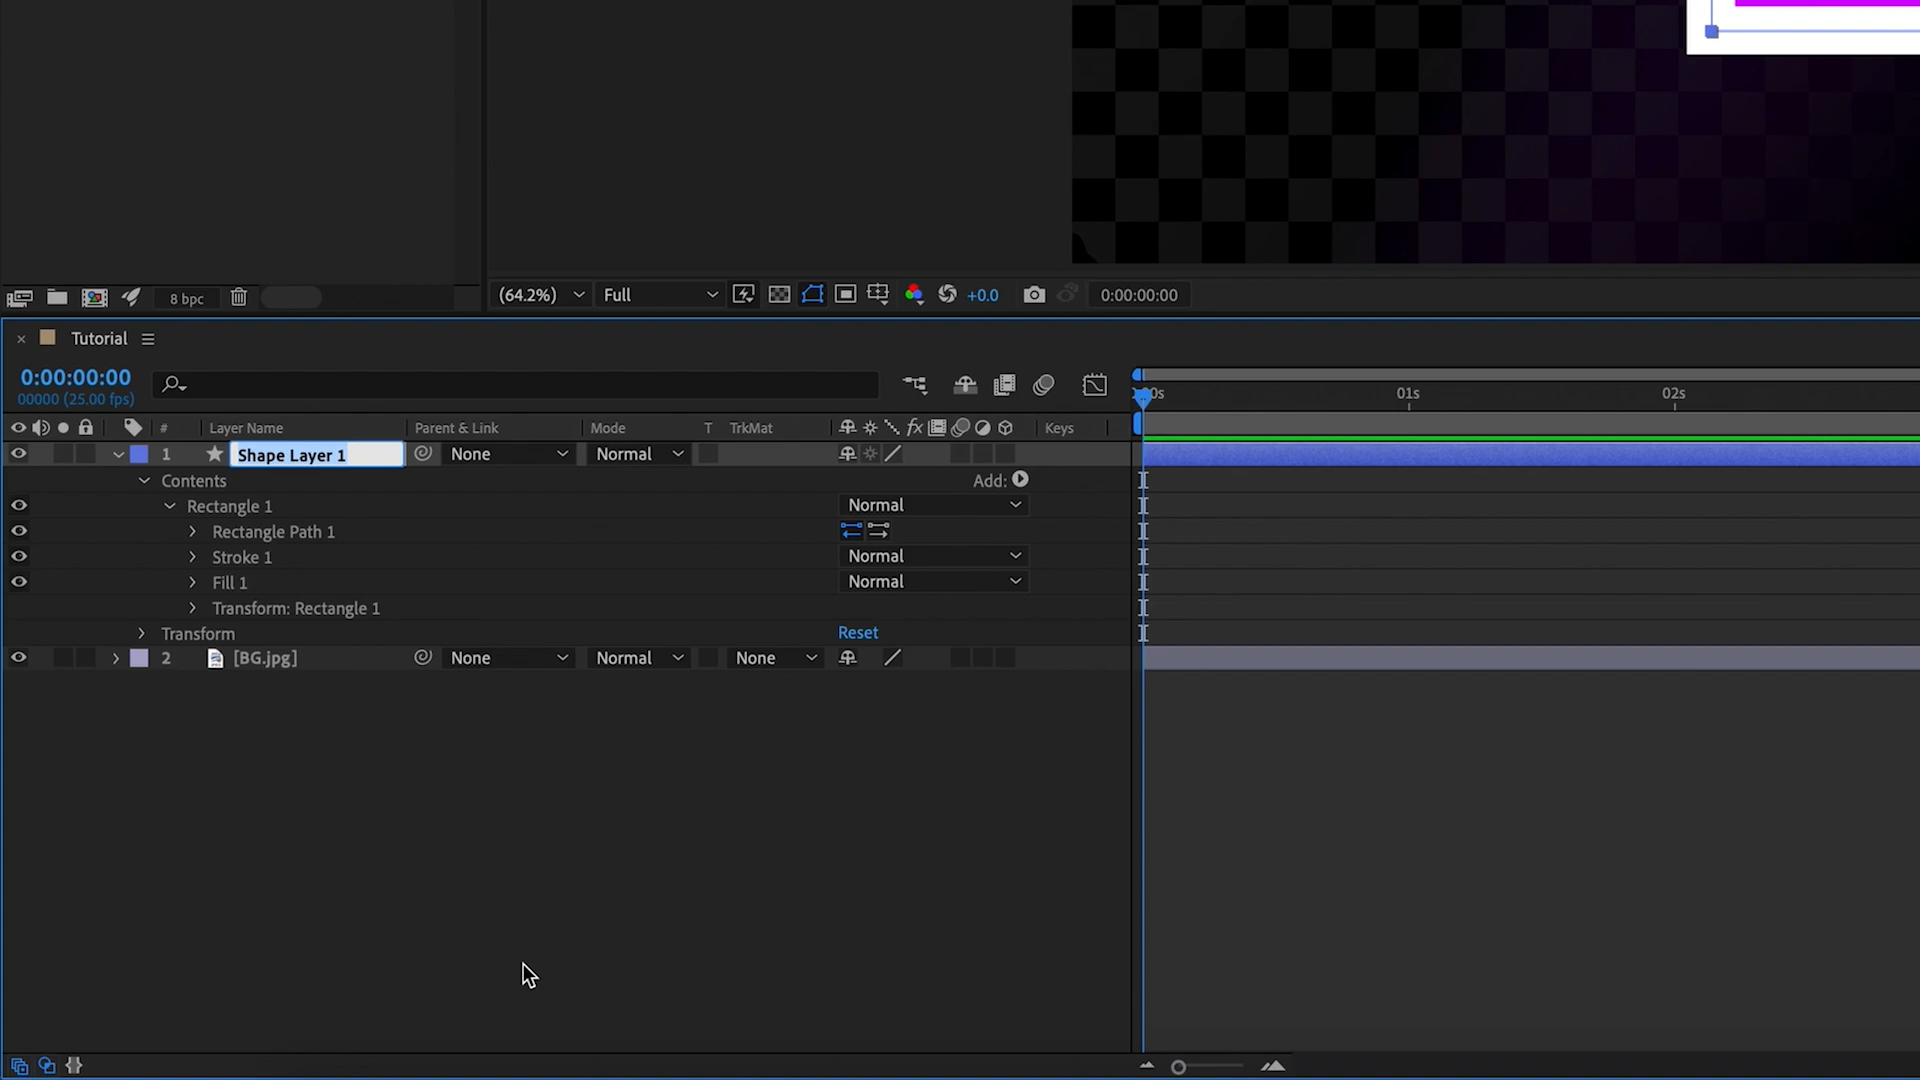 8 bpc
(64.2%)
Full
+0.0
0:00:00:00
Tutorial
0:00:00:00
00000 (25.00 fps)
00s
01s
02s
#
Layer Name
Parent & Link
Mode
T
TrkMat
fx
Keys
1
Shape Layer 1
None
Normal
Contents
Add:
Rectangle 1
Normal
Rectangle Path 1
Stroke 1
Normal
Fill 1
Normal
Transform: Rectangle 1
Transform
Reset
2
[BG.jpg]
None
Normal
None